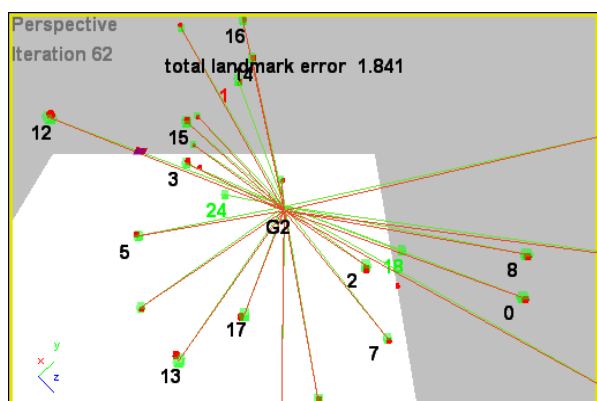 Perspective
16
Iteration 62
total landmark error 1.841
14
1
12
15
3
24
G2
5
18
8
2
0
17
7
13
x
y
z